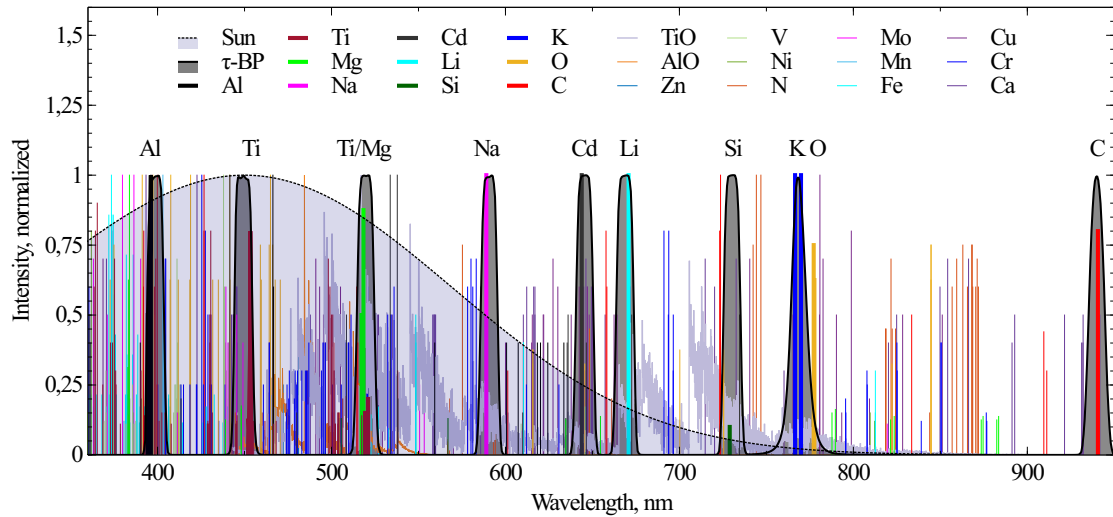 1,5
1,25
1
0,75
0,5
0,25
0
Intensity, normalized
Sun Ti Cd K TiO V Mo Cu
τ-BP Mg Li O AlO Ni Mn Cr
Al Na Si C Zn N Fe Ca
Al Ti Ti/Mg Na Cd Li Si K O C
400 500 600 700 800 900
Wavelength, nm